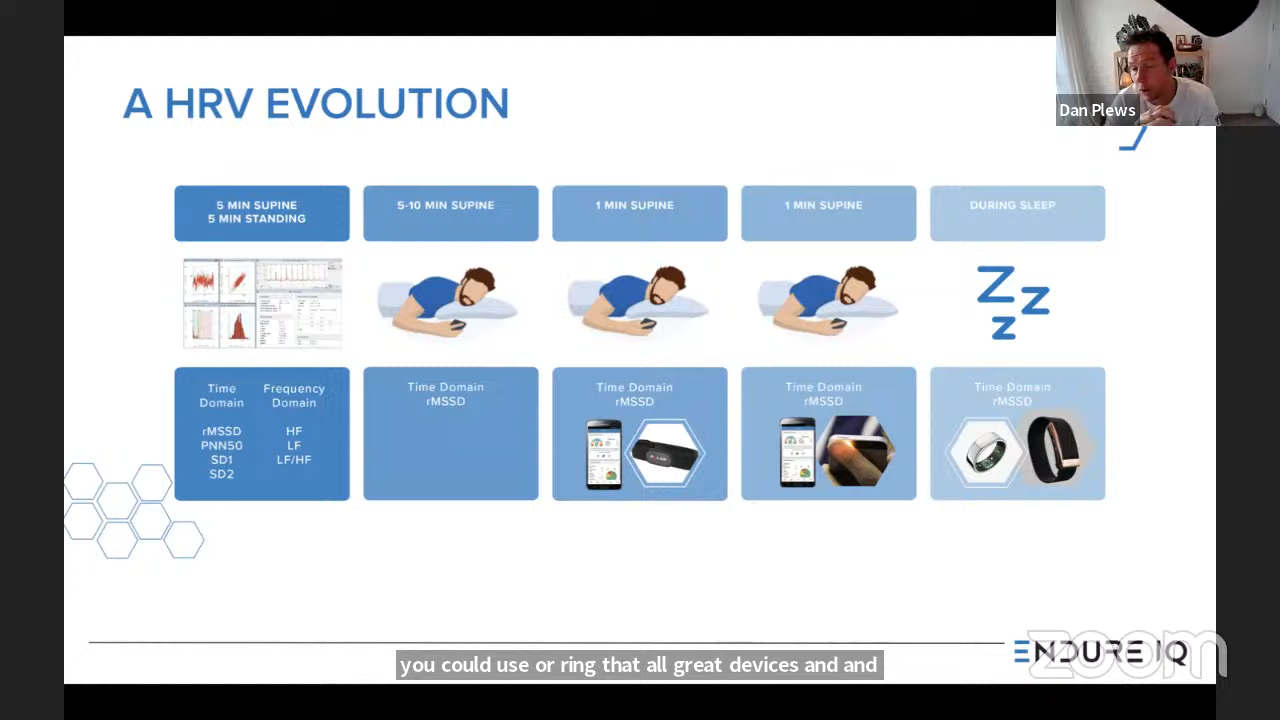 Dan Plews
A HRV EVOLUTION
5 MIN SUPINE
5 MIN STANDING
5-10 MIN SUPINE
1 MIN SUPINE
1 MIN SUPINE
DURING SLEEP
Z Z Z
Time Domain
Frequency Domain
rMSSD
PNN50
SD1
SD2
HF
LF
LF/HF
Time Domain
rMSSD
Time Domain
rMSSD
Time Domain
rMSSD
Time Domain
rMSSD
ENDURE IQ
zoom
you could use or ring that all great devices and and